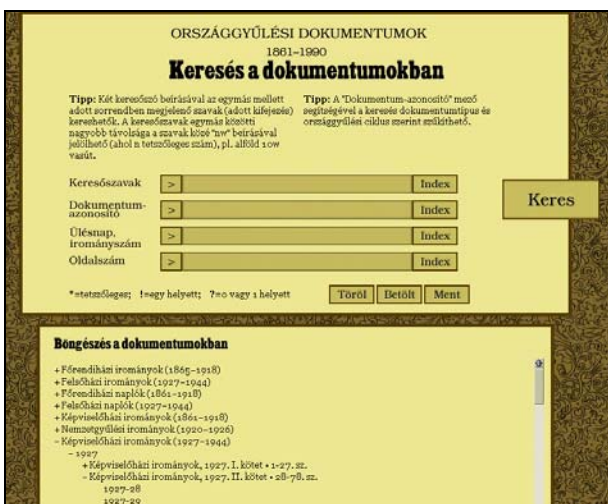 ORSZÁGGYŰLÉSI DOKUMENTUMOK
1861–1990
Keresés a dokumentumokban
Tipp: Két keresőszó beírásával az egymás mellett
adott sorrendben megjelenő szavak (adott kifejezés)
kereshetők. A keresőszavak egymás közötti
nagyobb távolsága a szavak közé "nw" beírásával
jelölhető (ahol n tetszőleges szám), pl. alföld 10w
vasút.
Tipp: A "Dokumentum-azonosító" mező
segítségével a keresés dokumentumtípus és
országgyűlési ciklus szerint szűkíthető.
Keresőszavak > Index
Dokumentum-
azonosító > Index
Ülésnap,
irományszám > Index
Oldalszám > Index
Keres
*=tetszőleges; !=egy helyett; ?=0 vagy 1 helyett
Töröl Betölt Ment
Böngészés a dokumentumokban
+Főrendiházi irományok (1865–1918)
+Felsőházi irományok (1927–1944)
+Főrendiházi naplók (1861–1918)
+Felsőházi naplók (1927–1944)
+Képviselőházi irományok (1861–1918)
+Nemzetgyűlési irományok (1920–1926)
–Képviselőházi irományok (1927–1944)
– 1927
+Képviselőházi irományok, 1927. I. kötet • 1–27. sz.
–Képviselőházi irományok, 1927. II. kötet • 28–78. sz.
1927-28
1927-29